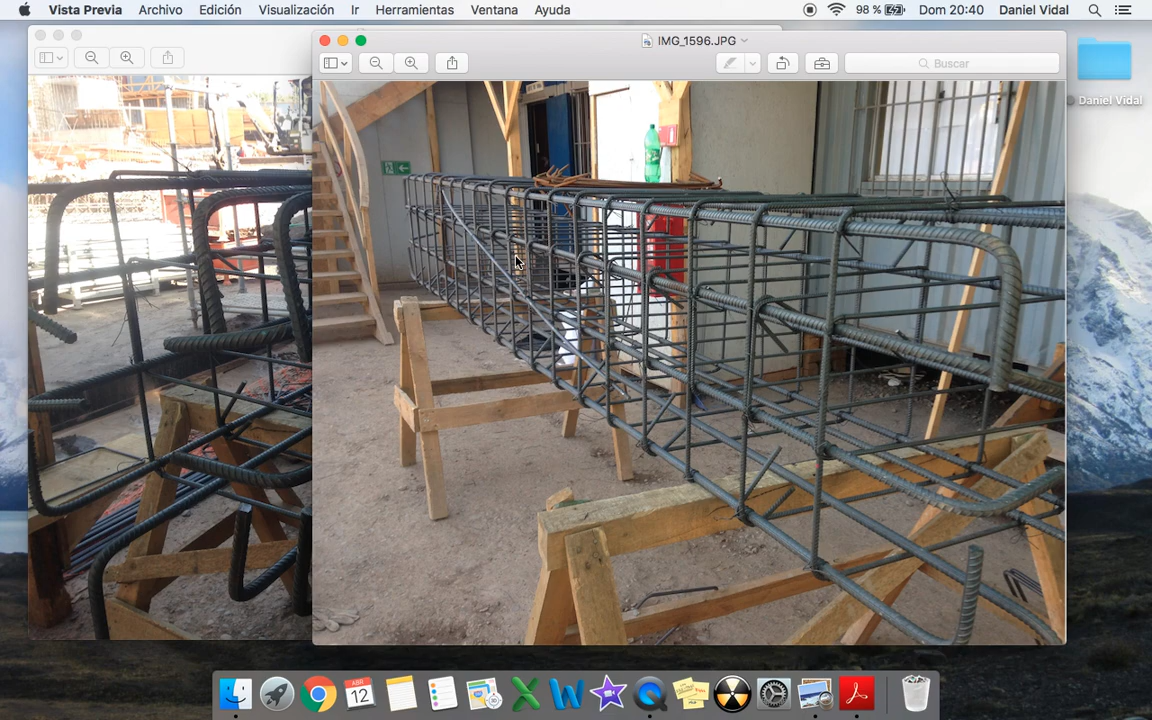 Vista Previa Archivo Edición Visualización Ir Herramientas Ventana Ayuda 98 % Dom 20:40 Daniel Vidal
IMG_1596.JPG
Buscar
Daniel Vidal
ABR
12